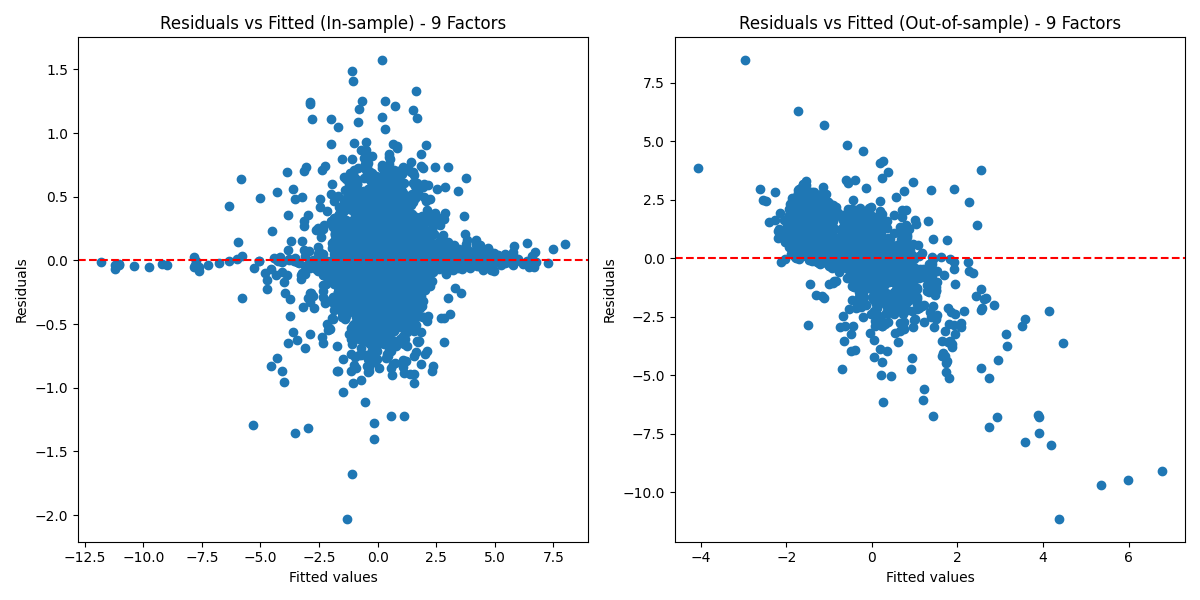 Residuals vs Fitted (In-sample) - 9 Factors
1.5
1.0
0.5
0.0
−0.5
−1.0
−1.5
−2.0
Residuals
−12.5 −10.0 −7.5 −5.0 −2.5 0.0 2.5 5.0 7.5
Fitted values
Residuals vs Fitted (Out-of-sample) - 9 Factors
7.5
5.0
2.5
0.0
−2.5
−5.0
−7.5
−10.0
Residuals
−4 −2 0 2 4 6
Fitted values